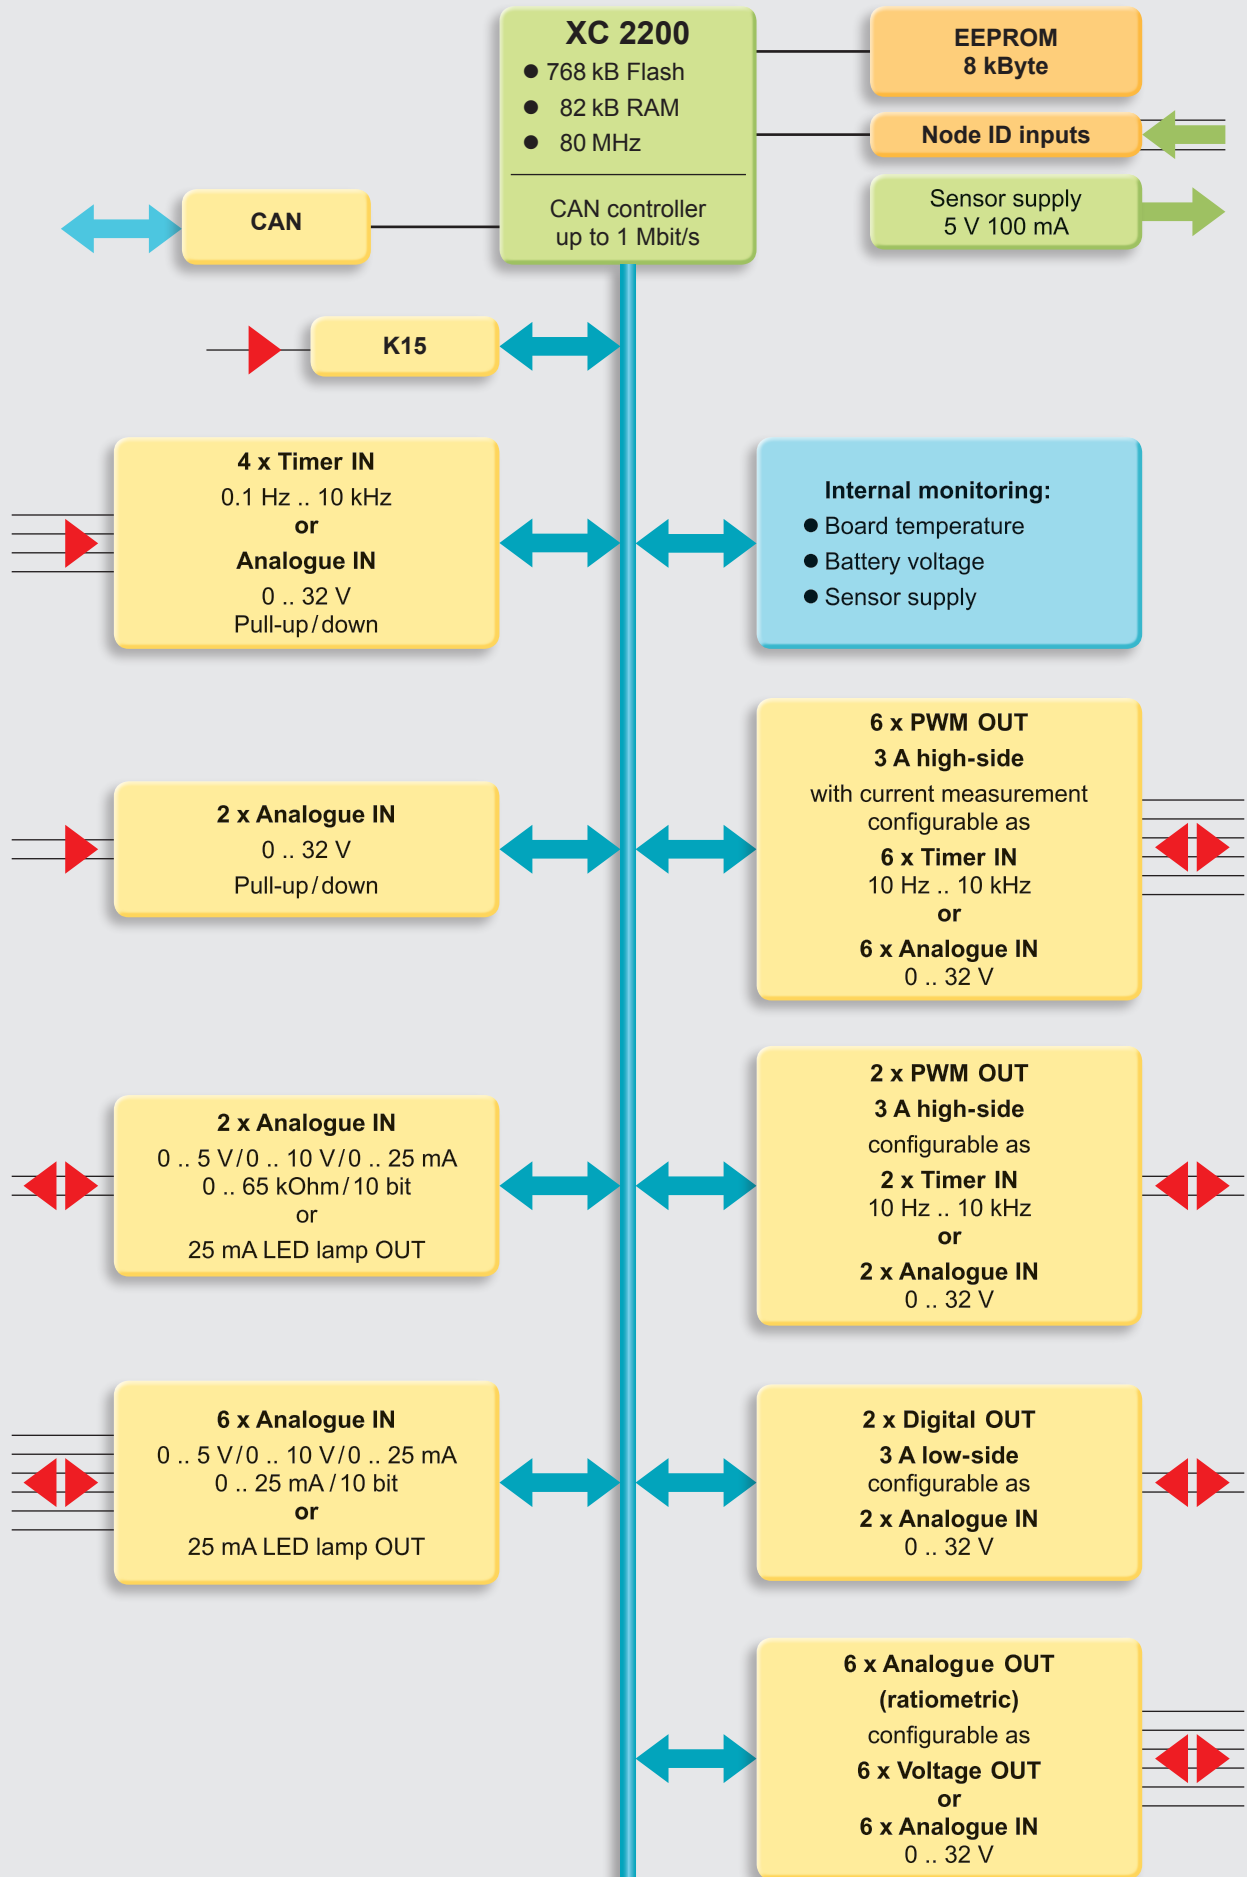 XC 2200
● 768 kB Flash
● 82 kB RAM
● 80 MHz
CAN controller
up to 1 Mbit/s
EEPROM
8 kByte
Node ID inputs
Sensor supply
5 V 100 mA
CAN
K15
4 x Timer IN
0.1 Hz .. 10 kHz
or
Analogue IN
0 .. 32 V
Pull-up/down
Internal monitoring:
● Board temperature
● Battery voltage
● Sensor supply
2 x Analogue IN
0 .. 32 V
Pull-up/down
6 x PWM OUT
3 A high-side
with current measurement
configurable as
6 x Timer IN
10 Hz .. 10 kHz
or
6 x Analogue IN
0 .. 32 V
2 x Analogue IN
0 .. 5 V/0 .. 10 V/0 .. 25 mA
0 .. 65 kOhm/10 bit
or
25 mA LED lamp OUT
2 x PWM OUT
3 A high-side
configurable as
2 x Timer IN
10 Hz .. 10 kHz
or
2 x Analogue IN
0 .. 32 V
6 x Analogue IN
0 .. 5 V/0 .. 10 V/0 .. 25 mA
0 .. 25 mA/10 bit
or
25 mA LED lamp OUT
2 x Digital OUT
3 A low-side
configurable as
2 x Analogue IN
0 .. 32 V
6 x Analogue OUT
(ratiometric)
configurable as
6 x Voltage OUT
or
6 x Analogue IN
0 .. 32 V